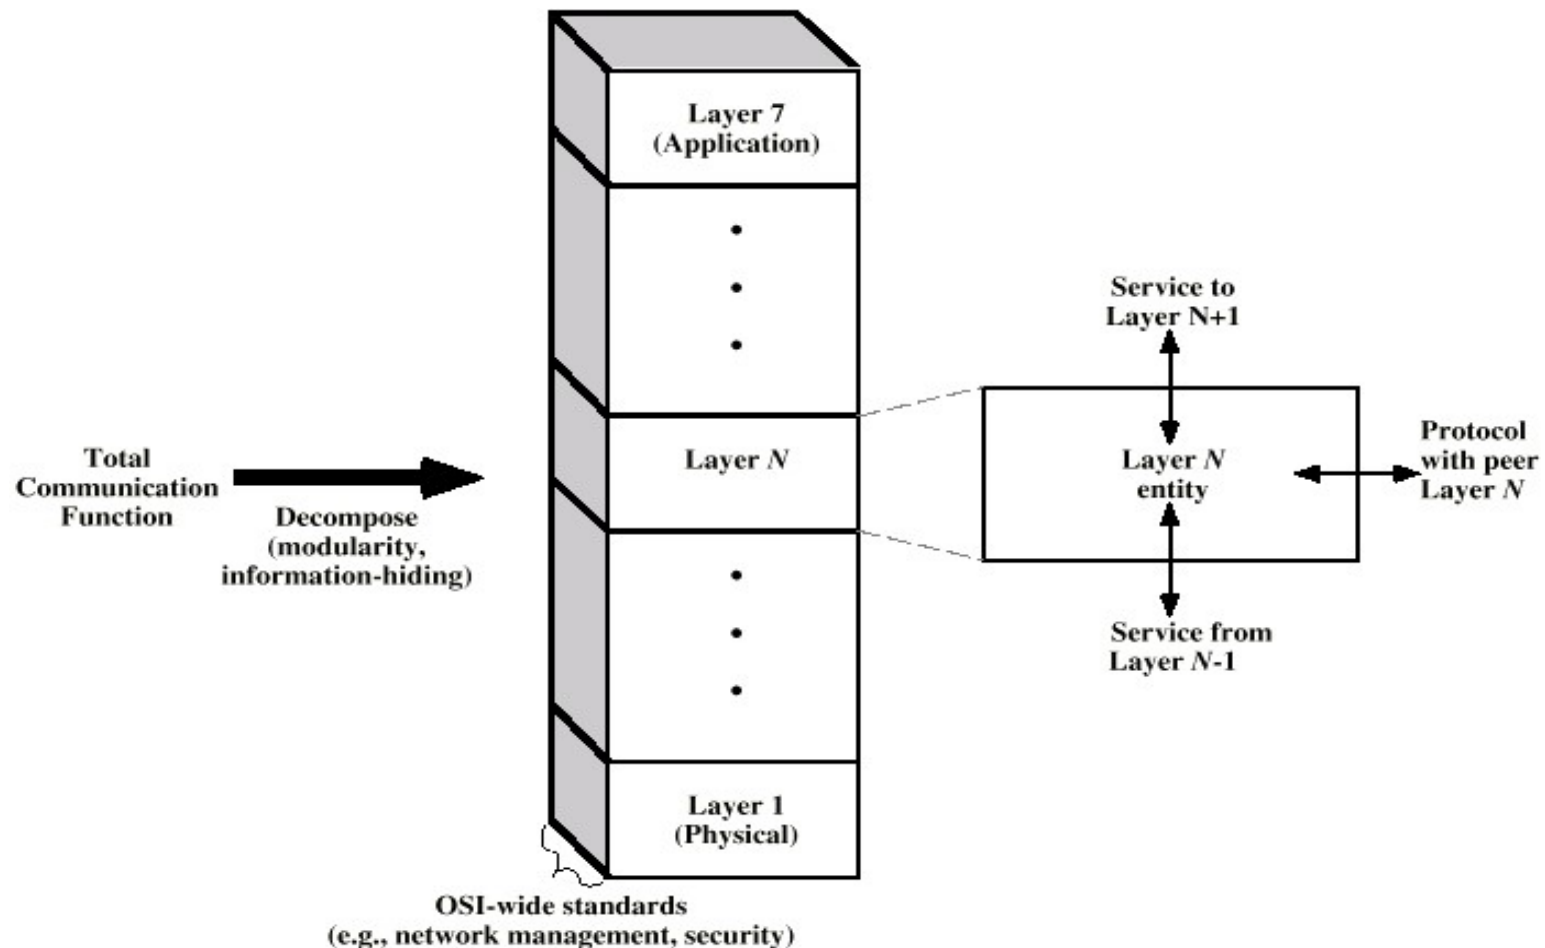 Layer 7
(Application)
Service to
Layer N+1
Total
Communication
Function
Decompose
(modularity,
information-hiding)
Layer N
Layer N
entity
Protocol
with peer
Layer N
Service from
Layer N-1
Layer 1
(Physical)
OSI-wide standards
(e.g., network management, security)